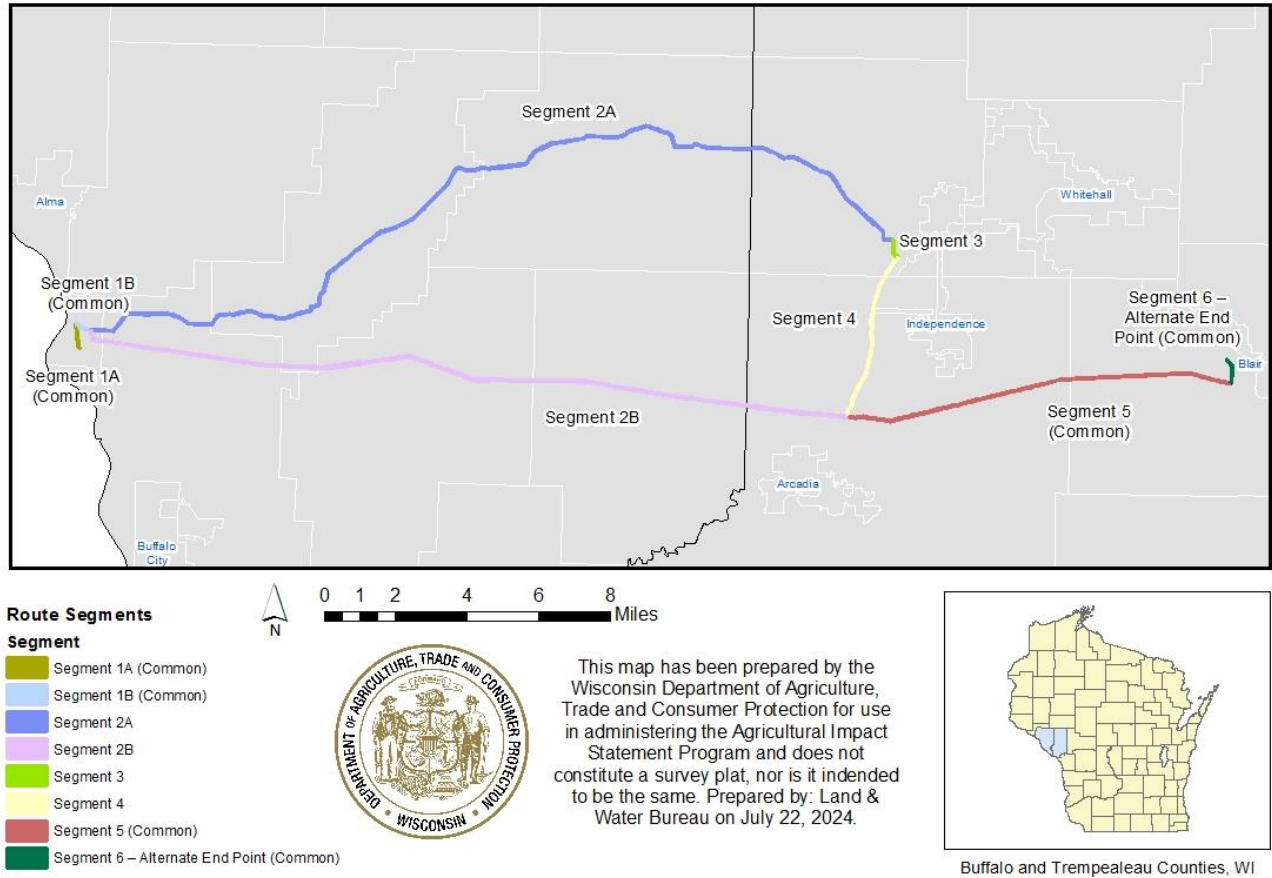 Segment 2A
Alma
Whitehall
Segment 3
Segment 1B
(Common)
Segment 4
Independence
Segment 6 –
Alternate End
Point (Common)
Blair
Segment 1A
(Common)
Segment 2B
Segment 5
(Common)
Arcadia
Buffalo
City
Route Segments
Segment
Segment 1A (Common)
Segment 1B (Common)
Segment 2A
Segment 2B
Segment 3
Segment 4
Segment 5 (Common)
Segment 6 – Alternate End Point (Common)
N
0 1 2 4 6 8 Miles
DEPARTMENT OF AGRICULTURE, TRADE AND CONSUMER PROTECTION
• WISCONSIN •
This map has been prepared by the
Wisconsin Department of Agriculture,
Trade and Consumer Protection for use
in administering the Agricultural Impact
Statement Program and does not
constitute a survey plat, nor is it indended
to be the same. Prepared by: Land &
Water Bureau on July 22, 2024.
Buffalo and Trempealeau Counties, WI